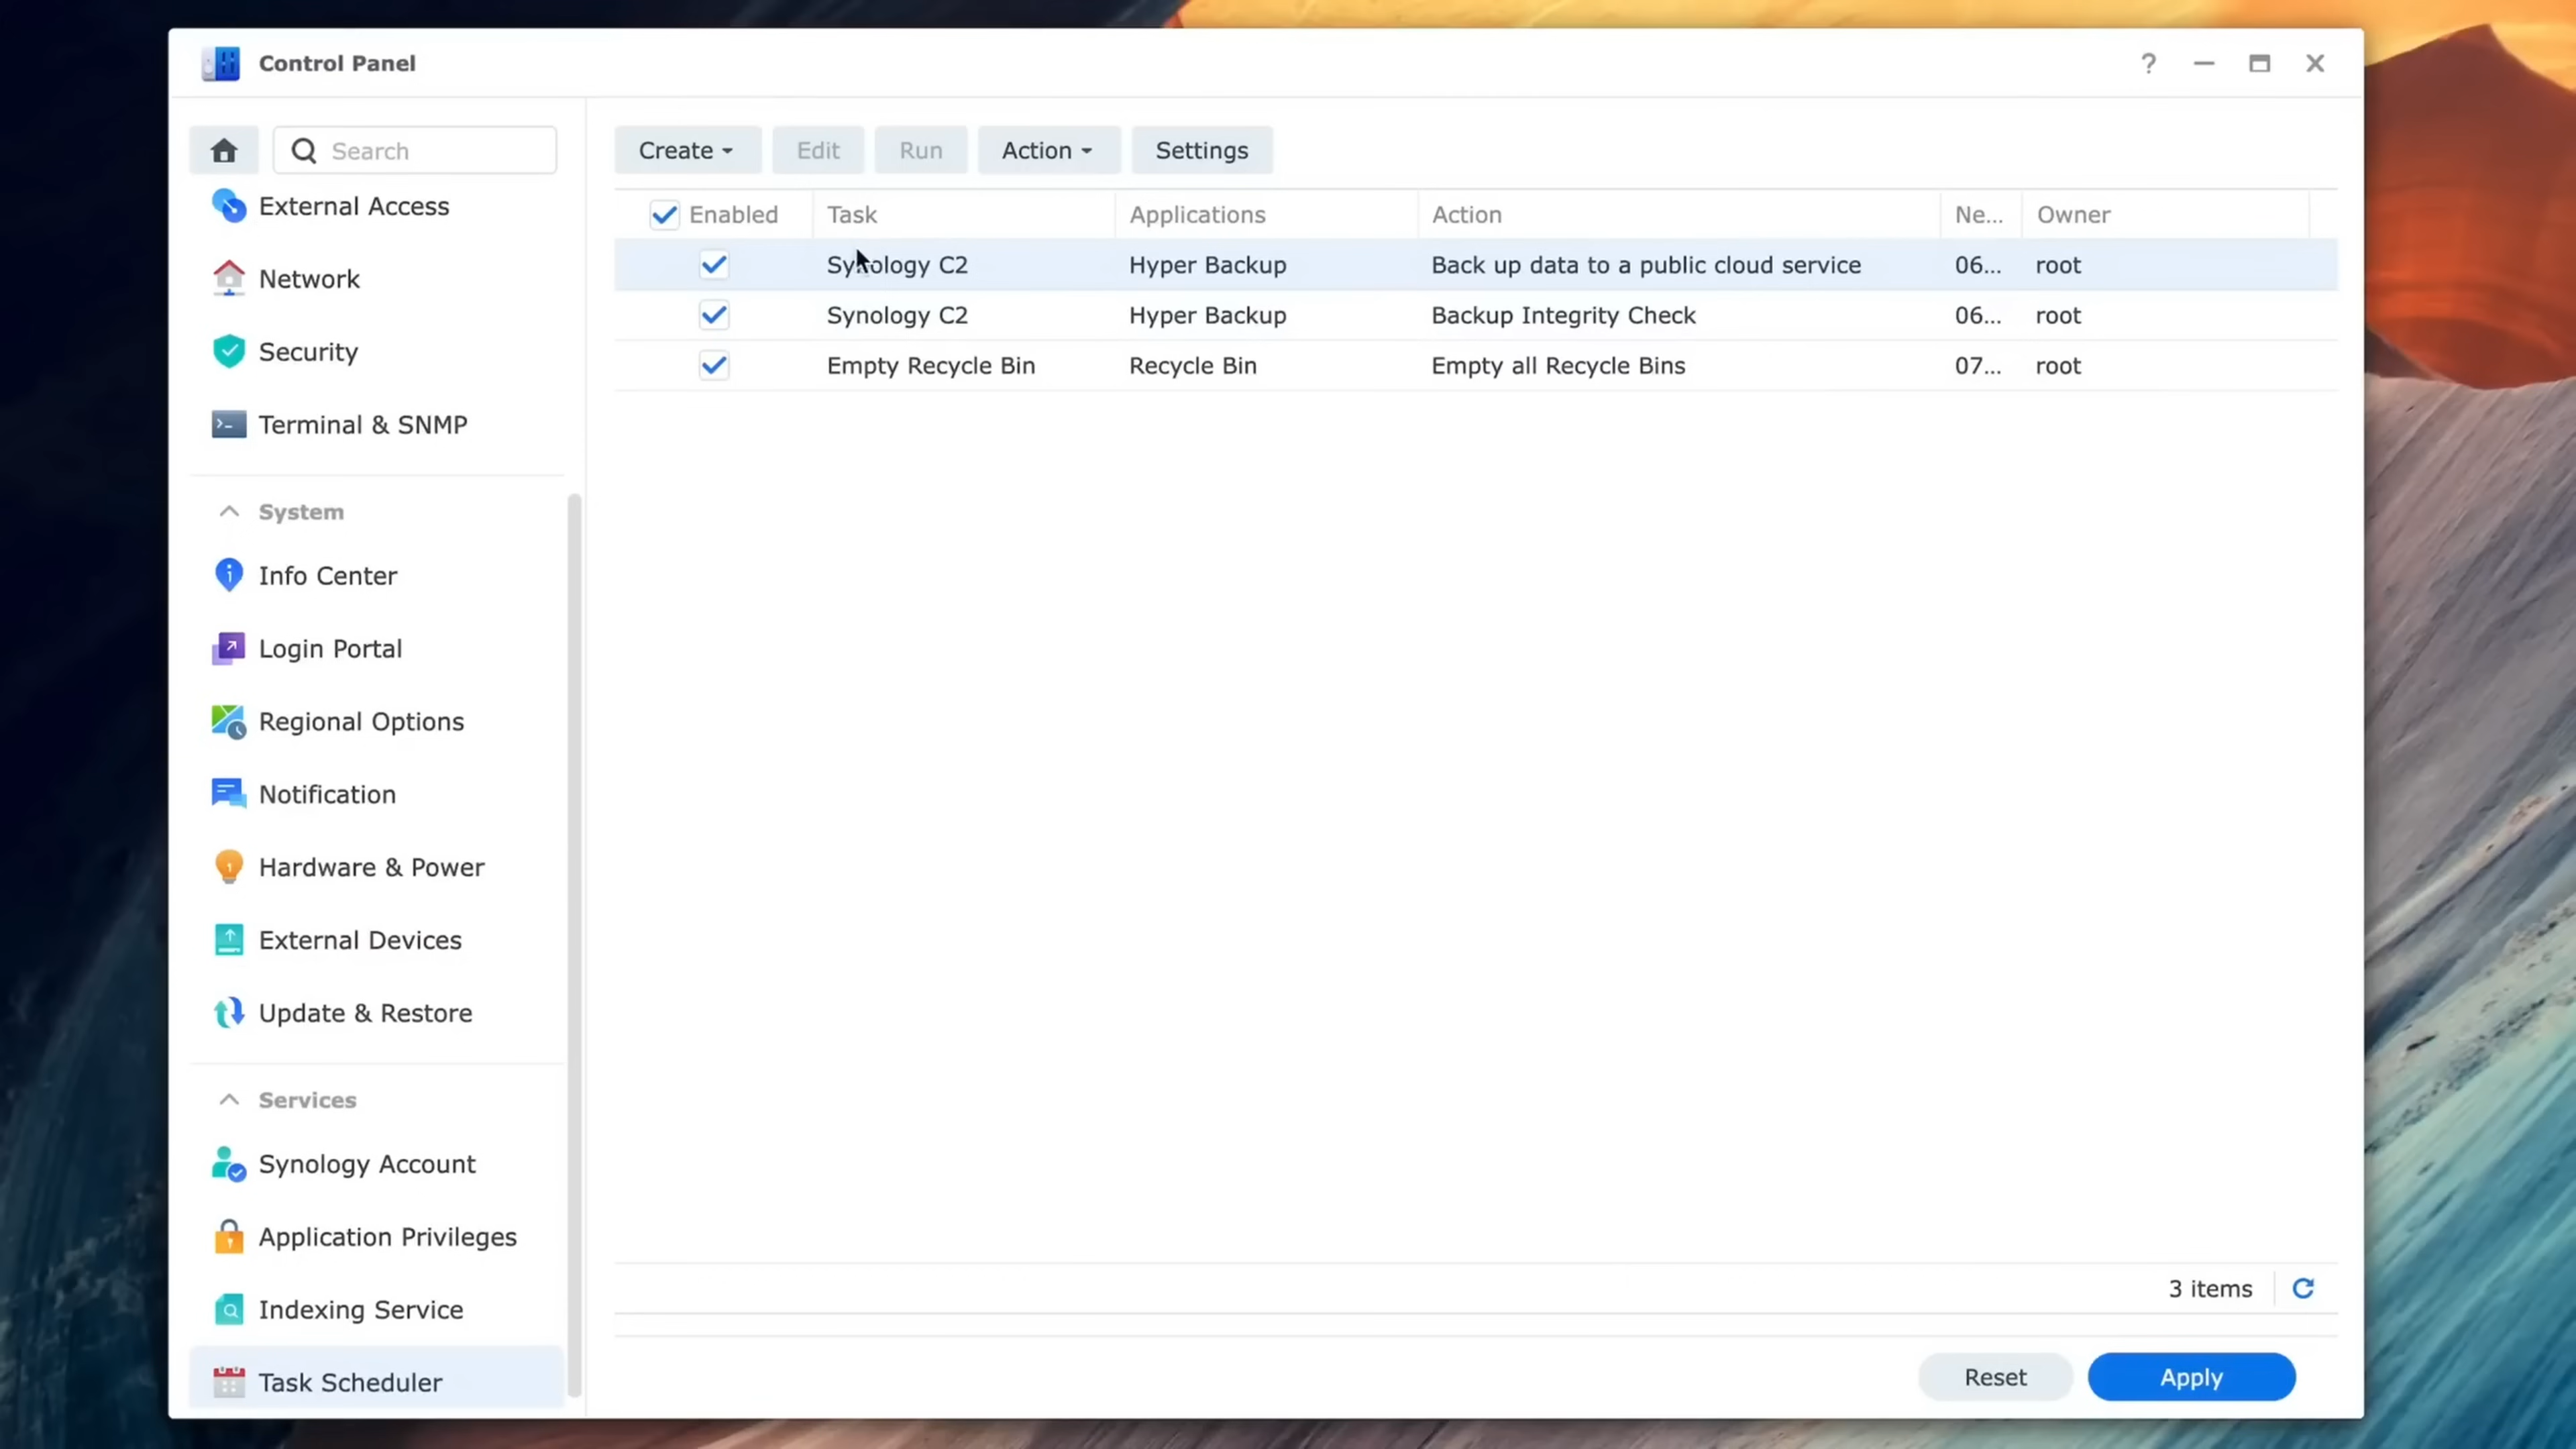 Control Panel
?
Search
External Access
Network
Security
Terminal & SNMP
System
Info Center
Login Portal
Regional Options
Notification
Hardware & Power
External Devices
Update & Restore
Services
Synology Account
Application Privileges
Indexing Service
Task Scheduler
Create Edit Run Action Settings
Enabled Task Applications Action Ne... Owner
Synology C2 Hyper Backup Back up data to a public cloud service 06... root
Synology C2 Hyper Backup Backup Integrity Check 06... root
Empty Recycle Bin Recycle Bin Empty all Recycle Bins 07... root
3 items
Reset Apply